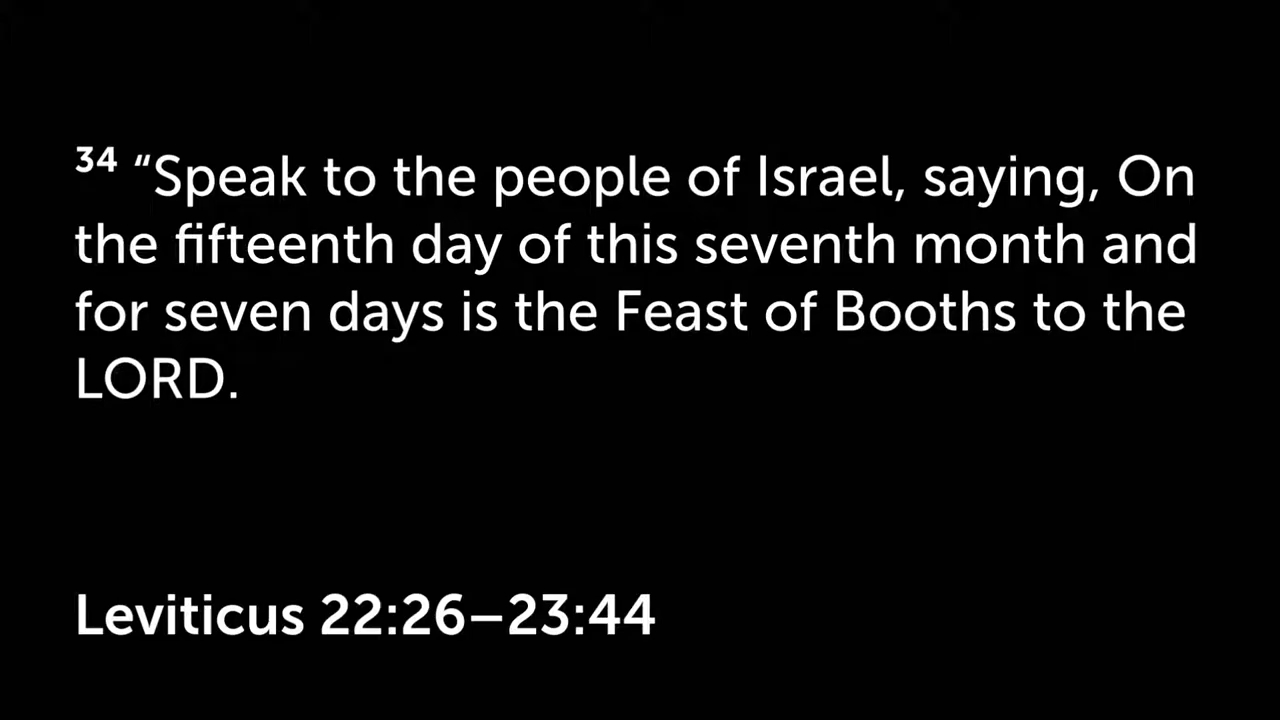 34 “Speak to the people of Israel, saying, On
the fifteenth day of this seventh month and
for seven days is the Feast of Booths to the
LORD.
Leviticus 22:26–23:44